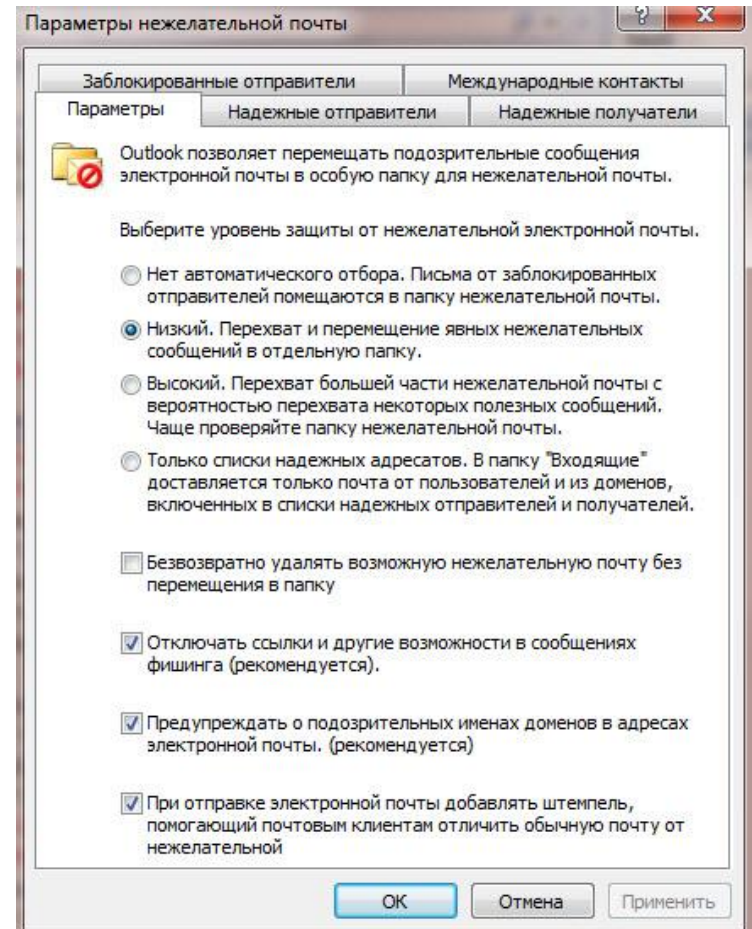 Параметры нежелательной почты
Заблокированные отправители
Международные контакты
Параметры
Надежные отправители
Надежные получатели
Outlook позволяет перемещать подозрительные сообщения
электронной почты в особую папку для нежелательной почты.
Выберите уровень защиты от нежелательной электронной почты.
Нет автоматического отбора. Письма от заблокированных
отправителей помещаются в папку нежелательной почты.
Низкий. Перехват и перемещение явных нежелательных
сообщений в отдельную папку.
Высокий. Перехват большей части нежелательной почты с
вероятностью перехвата некоторых полезных сообщений.
Чаще проверяйте папку нежелательной почты.
Только списки надежных адресатов. В папку "Входящие"
доставляется только почта от пользователей и из доменов,
включенных в списки надежных отправителей и получателей.
Безвозвратно удалять возможную нежелательную почту без
перемещения в папку
Отключать ссылки и другие возможности в сообщениях
фишинга (рекомендуется).
Предупреждать о подозрительных именах доменов в адресах
электронной почты. (рекомендуется)
При отправке электронной почты добавлять штемпель,
помогающий почтовым клиентам отличить обычную почту от
нежелательной
ОК
Отмена
Применить